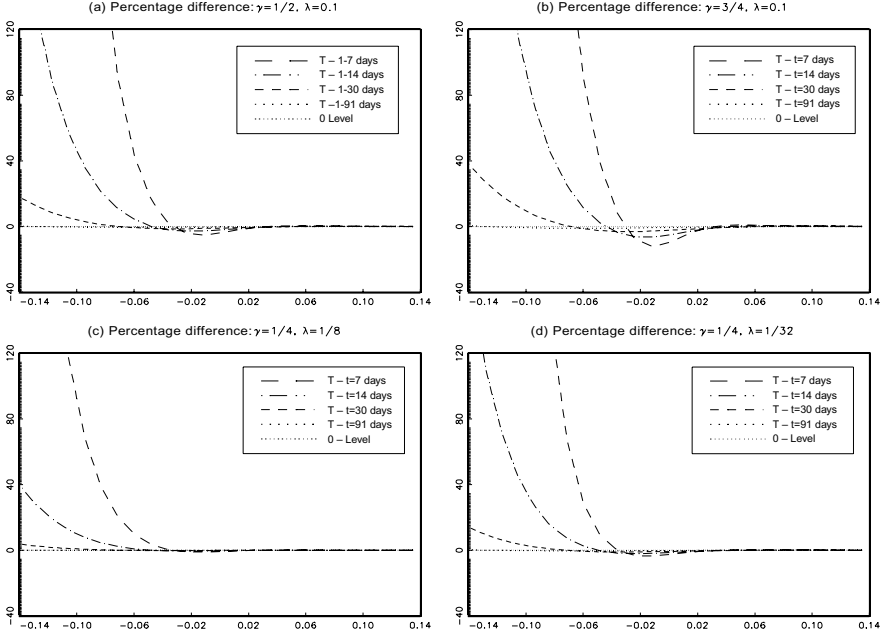 (a) Percentage difference: γ=1/2, λ=0.1
120
80
40
0
−40
T – 1-7 days
T – 1-14 days
T – 1-30 days
T –1-91 days
0 Level
−0.14 −0.10 −0.06 −0.02 0.02 0.06 0.10 0.14
(b) Percentage difference: γ=3/4, λ=0.1
120
80
40
0
−40
T – t=7 days
T – t=14 days
T – t=30 days
T – t=91 days
0 – Level
−0.14 −0.10 −0.06 −0.02 0.02 0.06 0.10 0.14
(c) Percentage difference: γ=1/4, λ=1/8
120
80
40
0
−40
T – t=7 days
T – t=14 days
T – t=30 days
T – t=91 days
0 – Level
−0.14 −0.10 −0.06 −0.02 0.02 0.06 0.10 0.14
(d) Percentage difference: γ=1/4, λ=1/32
120
80
40
0
−40
T – t=7 days
T – t=14 days
T – t=30 days
T – t=91 days
0 – Level
−0.14 −0.10 −0.06 −0.02 0.02 0.06 0.10 0.14